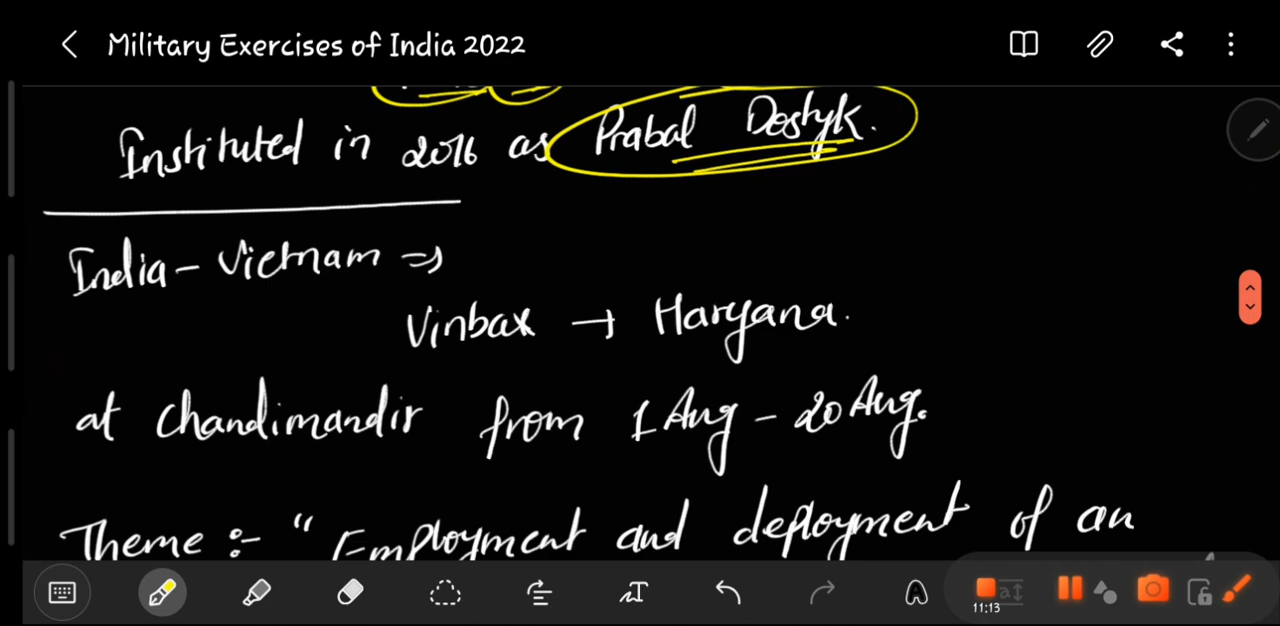 Military Exercises of India 2022
Instituted in 2016 as Prabal Dostyk.
India - Vietnam ⇒
Vinbax → Haryana.
at Chandimandir from 1 Aug - 20 Aug.
Theme :- " Employment and deployment of an
11:13